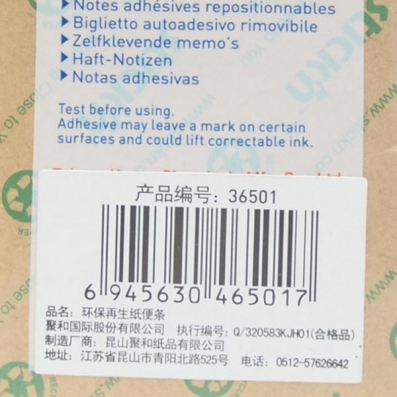 Notes adhésives repositionnables
Biglietto autoadesivo rimovibile
Zelfklevende memo's
Haft-Notizen
Notas adhesivas
Test before using.
Adhesive may leave a mark on certain
surfaces and could lift correctable ink.
产品编号: 36501
6 945630 465017
品名: 环保再生纸便条
聚和国际股份有限公司 执行编号: Q/320583KJH01(合格品)
制造厂商: 昆山聚和纸品有限公司
地址: 江苏省昆山市青阳北路525号 电话: 0512-57626642